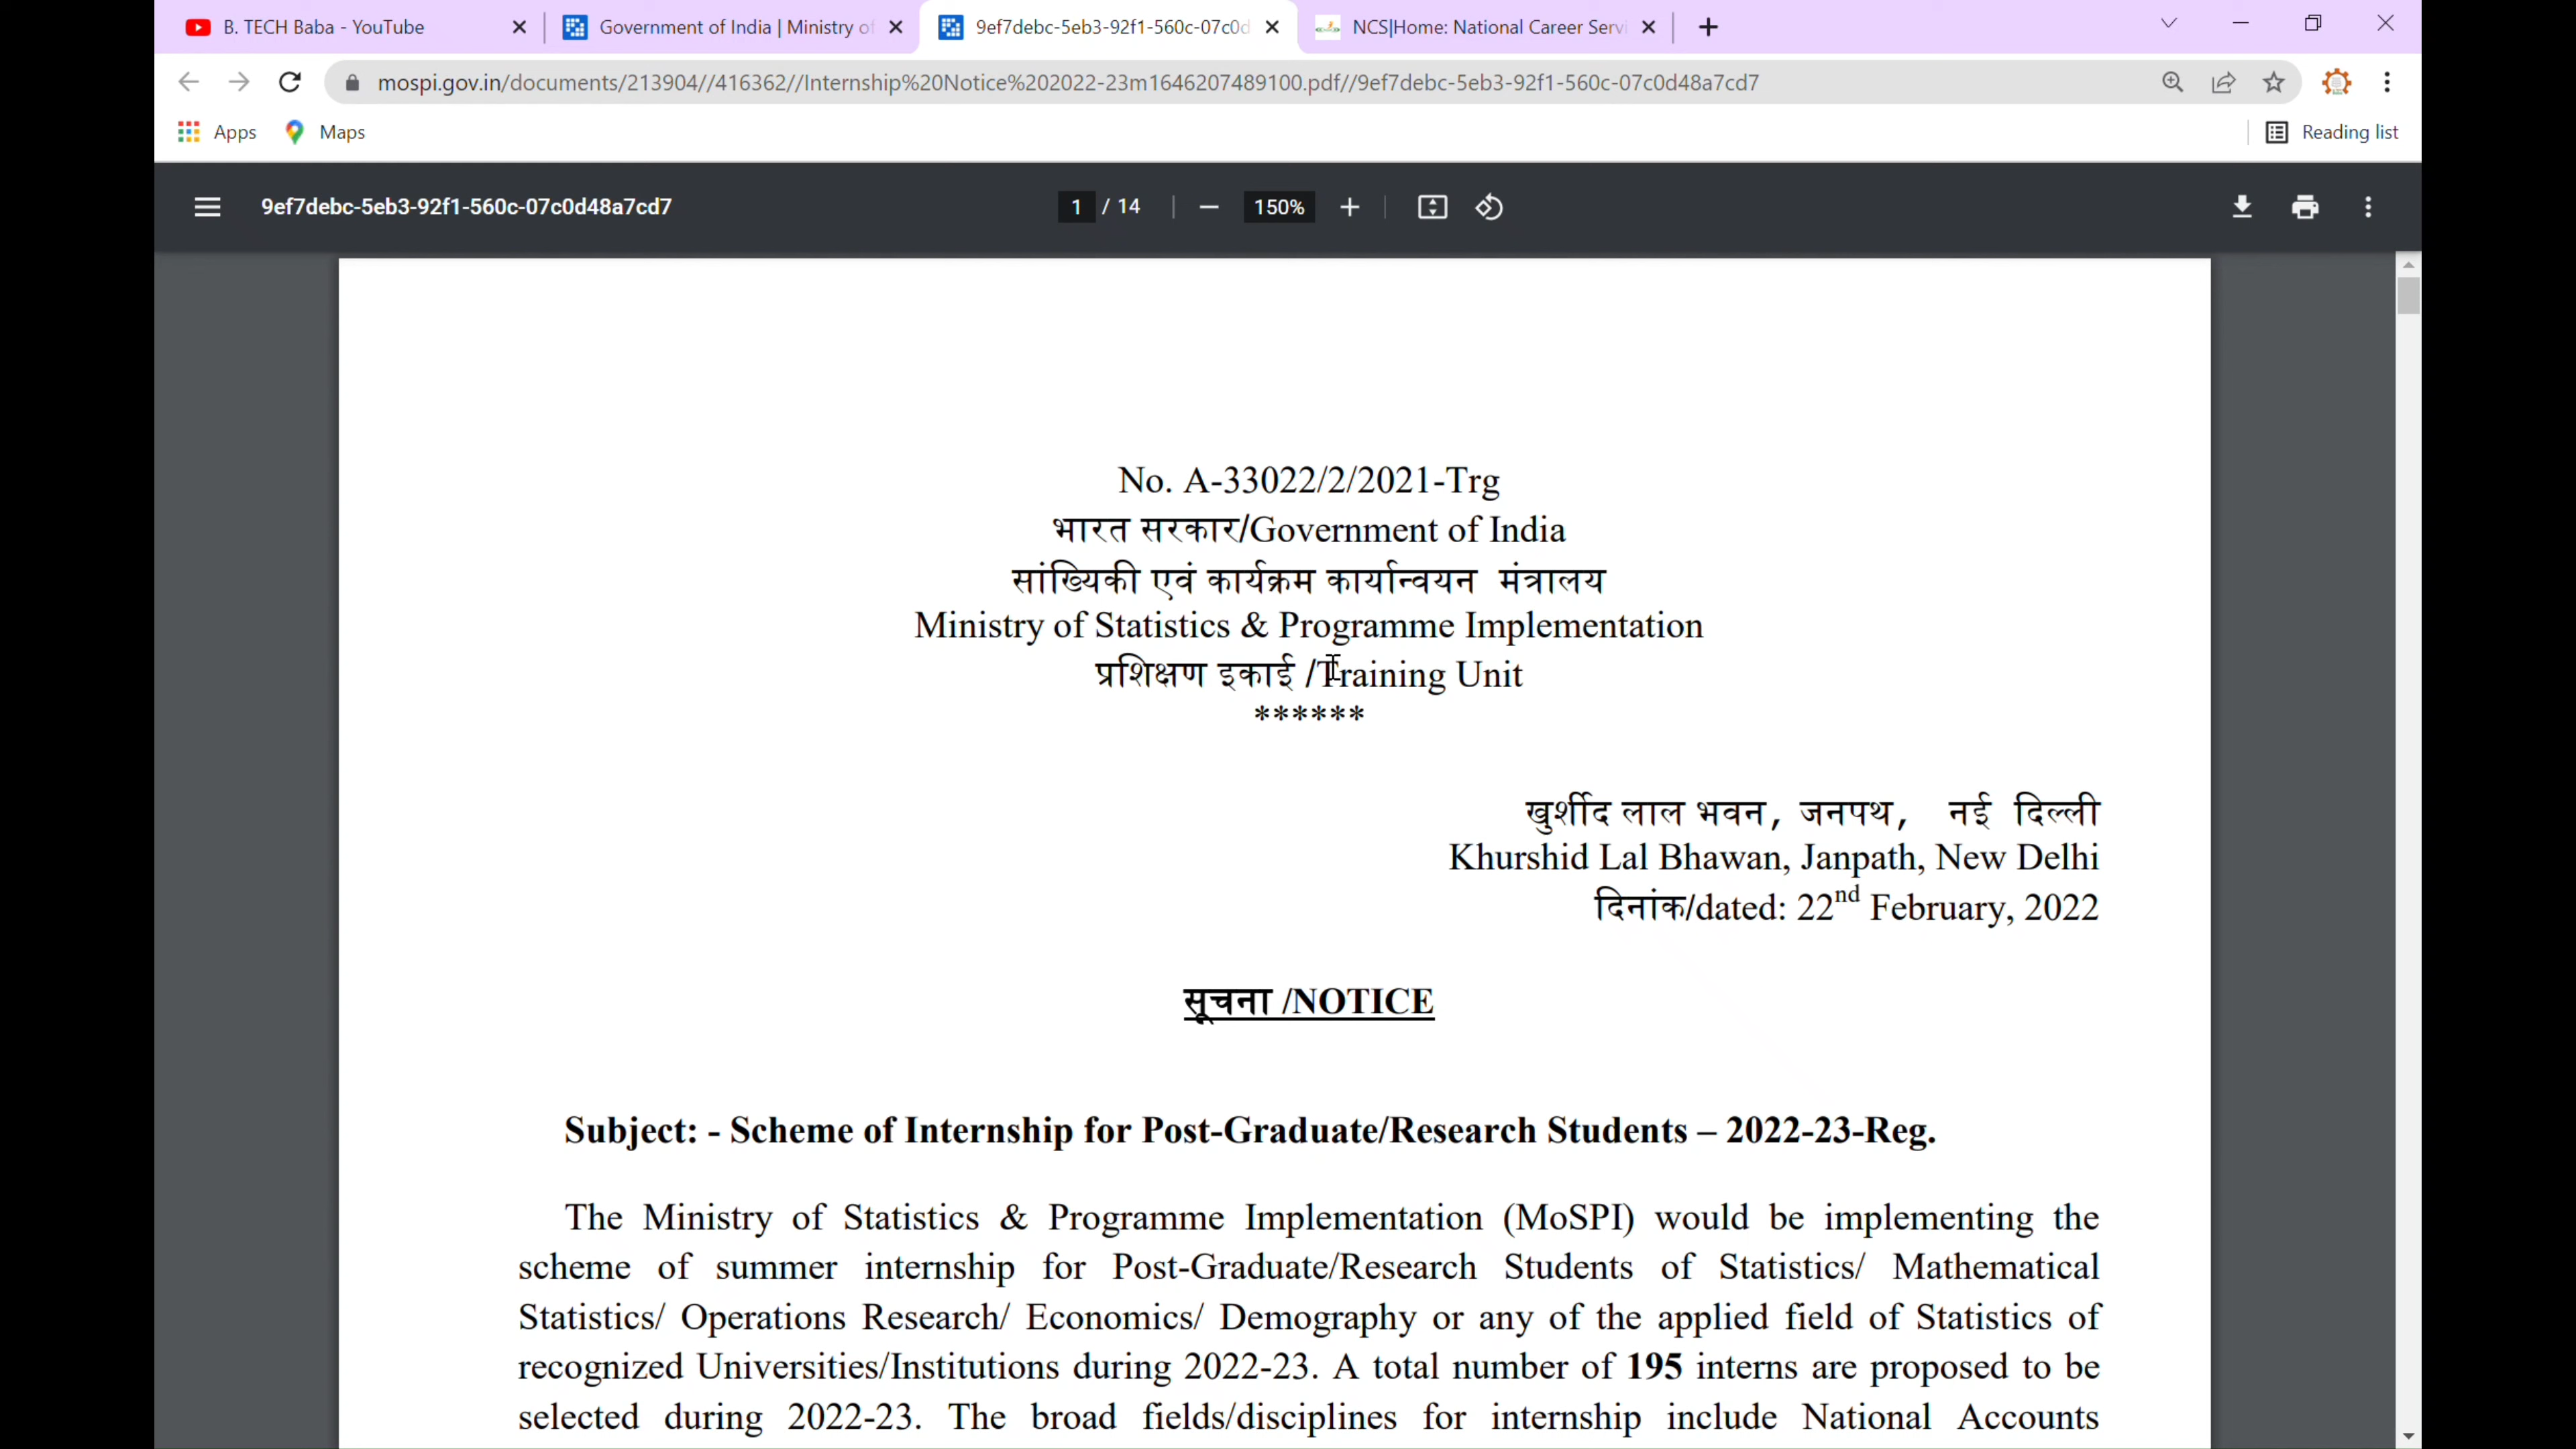 B. TECH Baba - YouTube
Government of India | Ministry of
9ef7debc-5eb3-92f1-560c-07c0d
NCS|Home: National Career Servi
mospi.gov.in/documents/213904//416362//Internship%20Notice%202022-23m1646207489100.pdf//9ef7debc-5eb3-92f1-560c-07c0d48a7cd7
Apps
Maps
Reading list
9ef7debc-5eb3-92f1-560c-07c0d48a7cd7
1 / 14
150%
No. A-33022/2/2021-Trg
भारत सरकार/Government of India
सांख्यिकी एवं कार्यक्रम कार्यान्वयन मंत्रालय
Ministry of Statistics & Programme Implementation
प्रशिक्षण इकाई /Training Unit
******
खुर्शीद लाल भवन, जनपथ, नई दिल्ली
Khurshid Lal Bhawan, Janpath, New Delhi
दिनांक/dated: 22nd February, 2022
सूचना /NOTICE
Subject: - Scheme of Internship for Post-Graduate/Research Students – 2022-23-Reg.
The Ministry of Statistics & Programme Implementation (MoSPI) would be implementing the
scheme of summer internship for Post-Graduate/Research Students of Statistics/ Mathematical
Statistics/ Operations Research/ Economics/ Demography or any of the applied field of Statistics of
recognized Universities/Institutions during 2022-23. A total number of 195 interns are proposed to be
selected during 2022-23. The broad fields/disciplines for internship include National Accounts